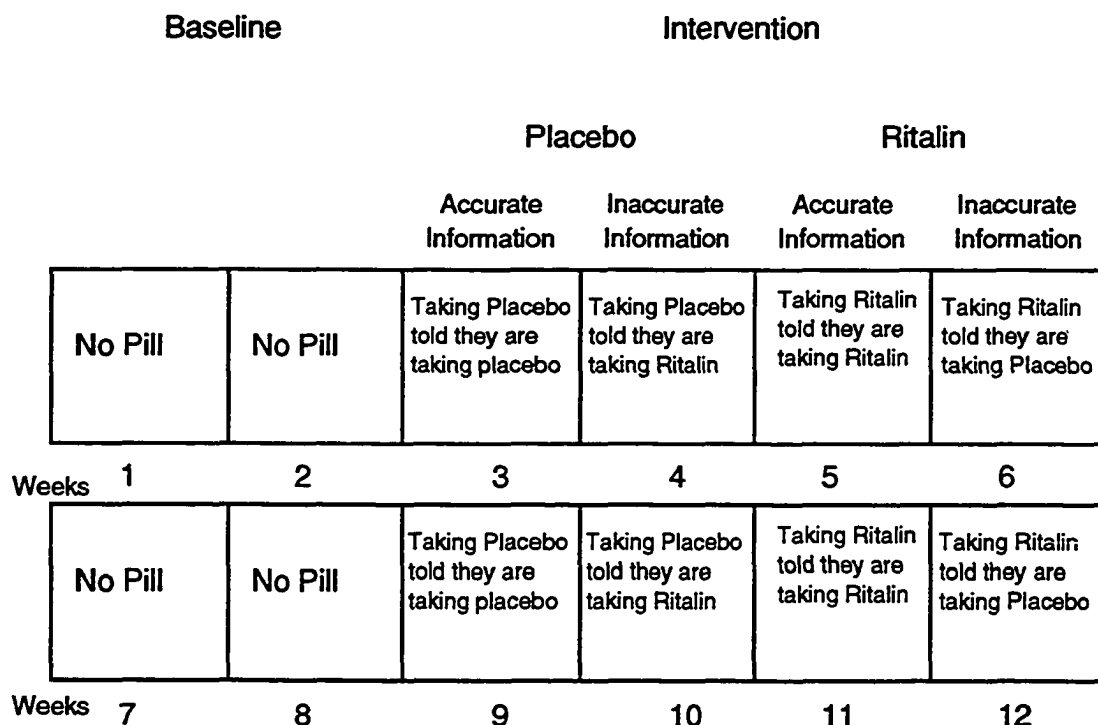 Baseline Intervention
Placebo Ritalin
Accurate Information Inaccurate Information Accurate Information Inaccurate Information
No Pill
No Pill
Taking Placebo
told they are
taking placebo
Taking Placebo
told they are
taking Ritalin
Taking Ritalin
told they are
taking Ritalin
Taking Ritalin
told they are
taking Placebo
Weeks 1 2 3 4 5 6
No Pill
No Pill
Taking Placebo
told they are
taking placebo
Taking Placebo
told they are
taking Ritalin
Taking Ritalin
told they are
taking Ritalin
Taking Ritalin
told they are
taking Placebo
Weeks 7 8 9 10 11 12